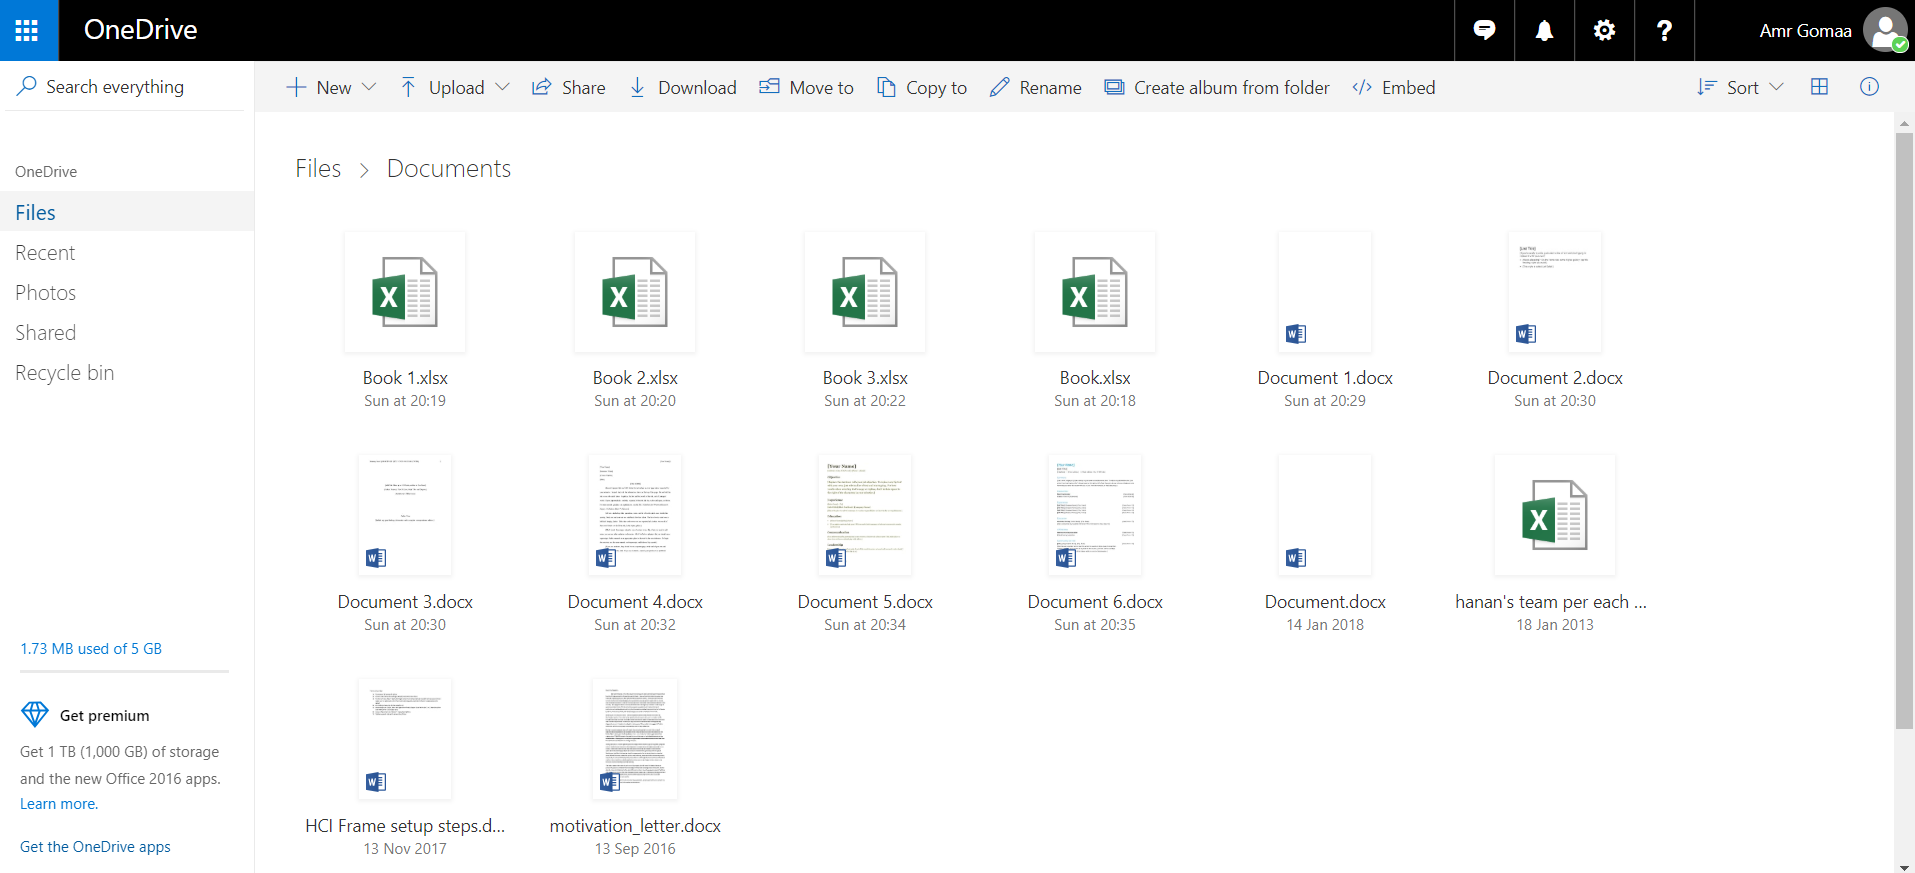 OneDrive
Amr Gomaa
Search everything
New
Upload
Share
Download
Move to
Copy to
Rename
Create album from folder
Embed
Sort
OneDrive
Files
Recent
Photos
Shared
Recycle bin
1.73 MB used of 5 GB
Get premium
Get 1 TB (1,000 GB) of storage
and the new Office 2016 apps.
Learn more.
Get the OneDrive apps
Files > Documents
Book 1.xlsx
Sun at 20:19
Book 2.xlsx
Sun at 20:20
Book 3.xlsx
Sun at 20:22
Book.xlsx
Sun at 20:18
Document 1.docx
Sun at 20:29
Document 2.docx
Sun at 20:30
Document 3.docx
Sun at 20:30
Document 4.docx
Sun at 20:32
[Your Name]
Document 5.docx
Sun at 20:34
Document 6.docx
Sun at 20:35
Document.docx
14 Jan 2018
hanan's team per each ...
18 Jan 2013
HCI Frame setup steps.d...
13 Nov 2017
motivation_letter.docx
13 Sep 2016